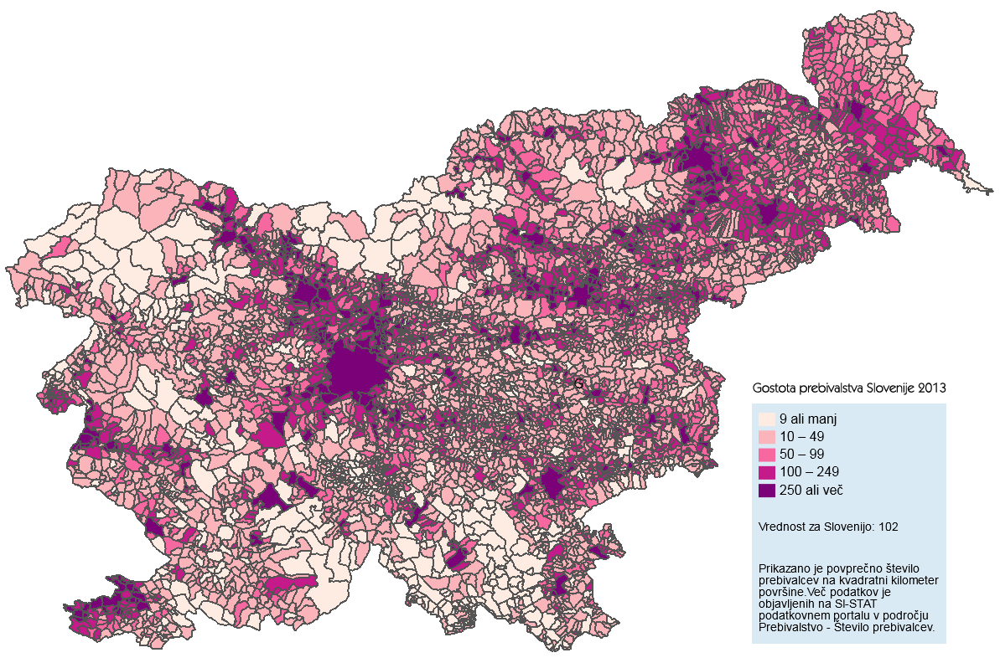 G
Gostota prebivalstva Slovenije 2013
9 ali manj
10 – 49
50 – 99
100 – 249
250 ali več
Vrednost za Slovenijo: 102
Prikazano je povprečno število
prebivalcev na kvadratni kilometer
površine.Več podatkov je
objavljenih na SI-STAT
podatkovnem portalu v področju
Prebivalstvo - Število prebivalcev.